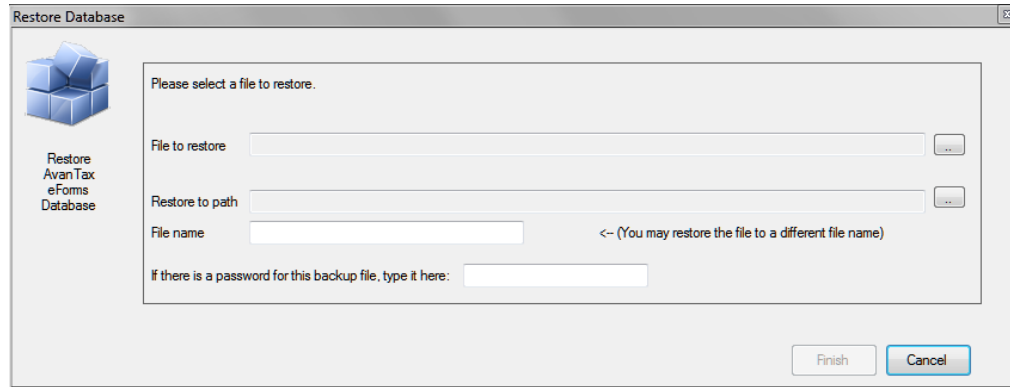 Restore Database
Please select a file to restore.
File to restore
..
Restore
AvanTax
eForms
Database
Restore to path
..
File name
<-- (You may restore the file to a different file name)
If there is a password for this backup file, type it here:
Finish
Cancel